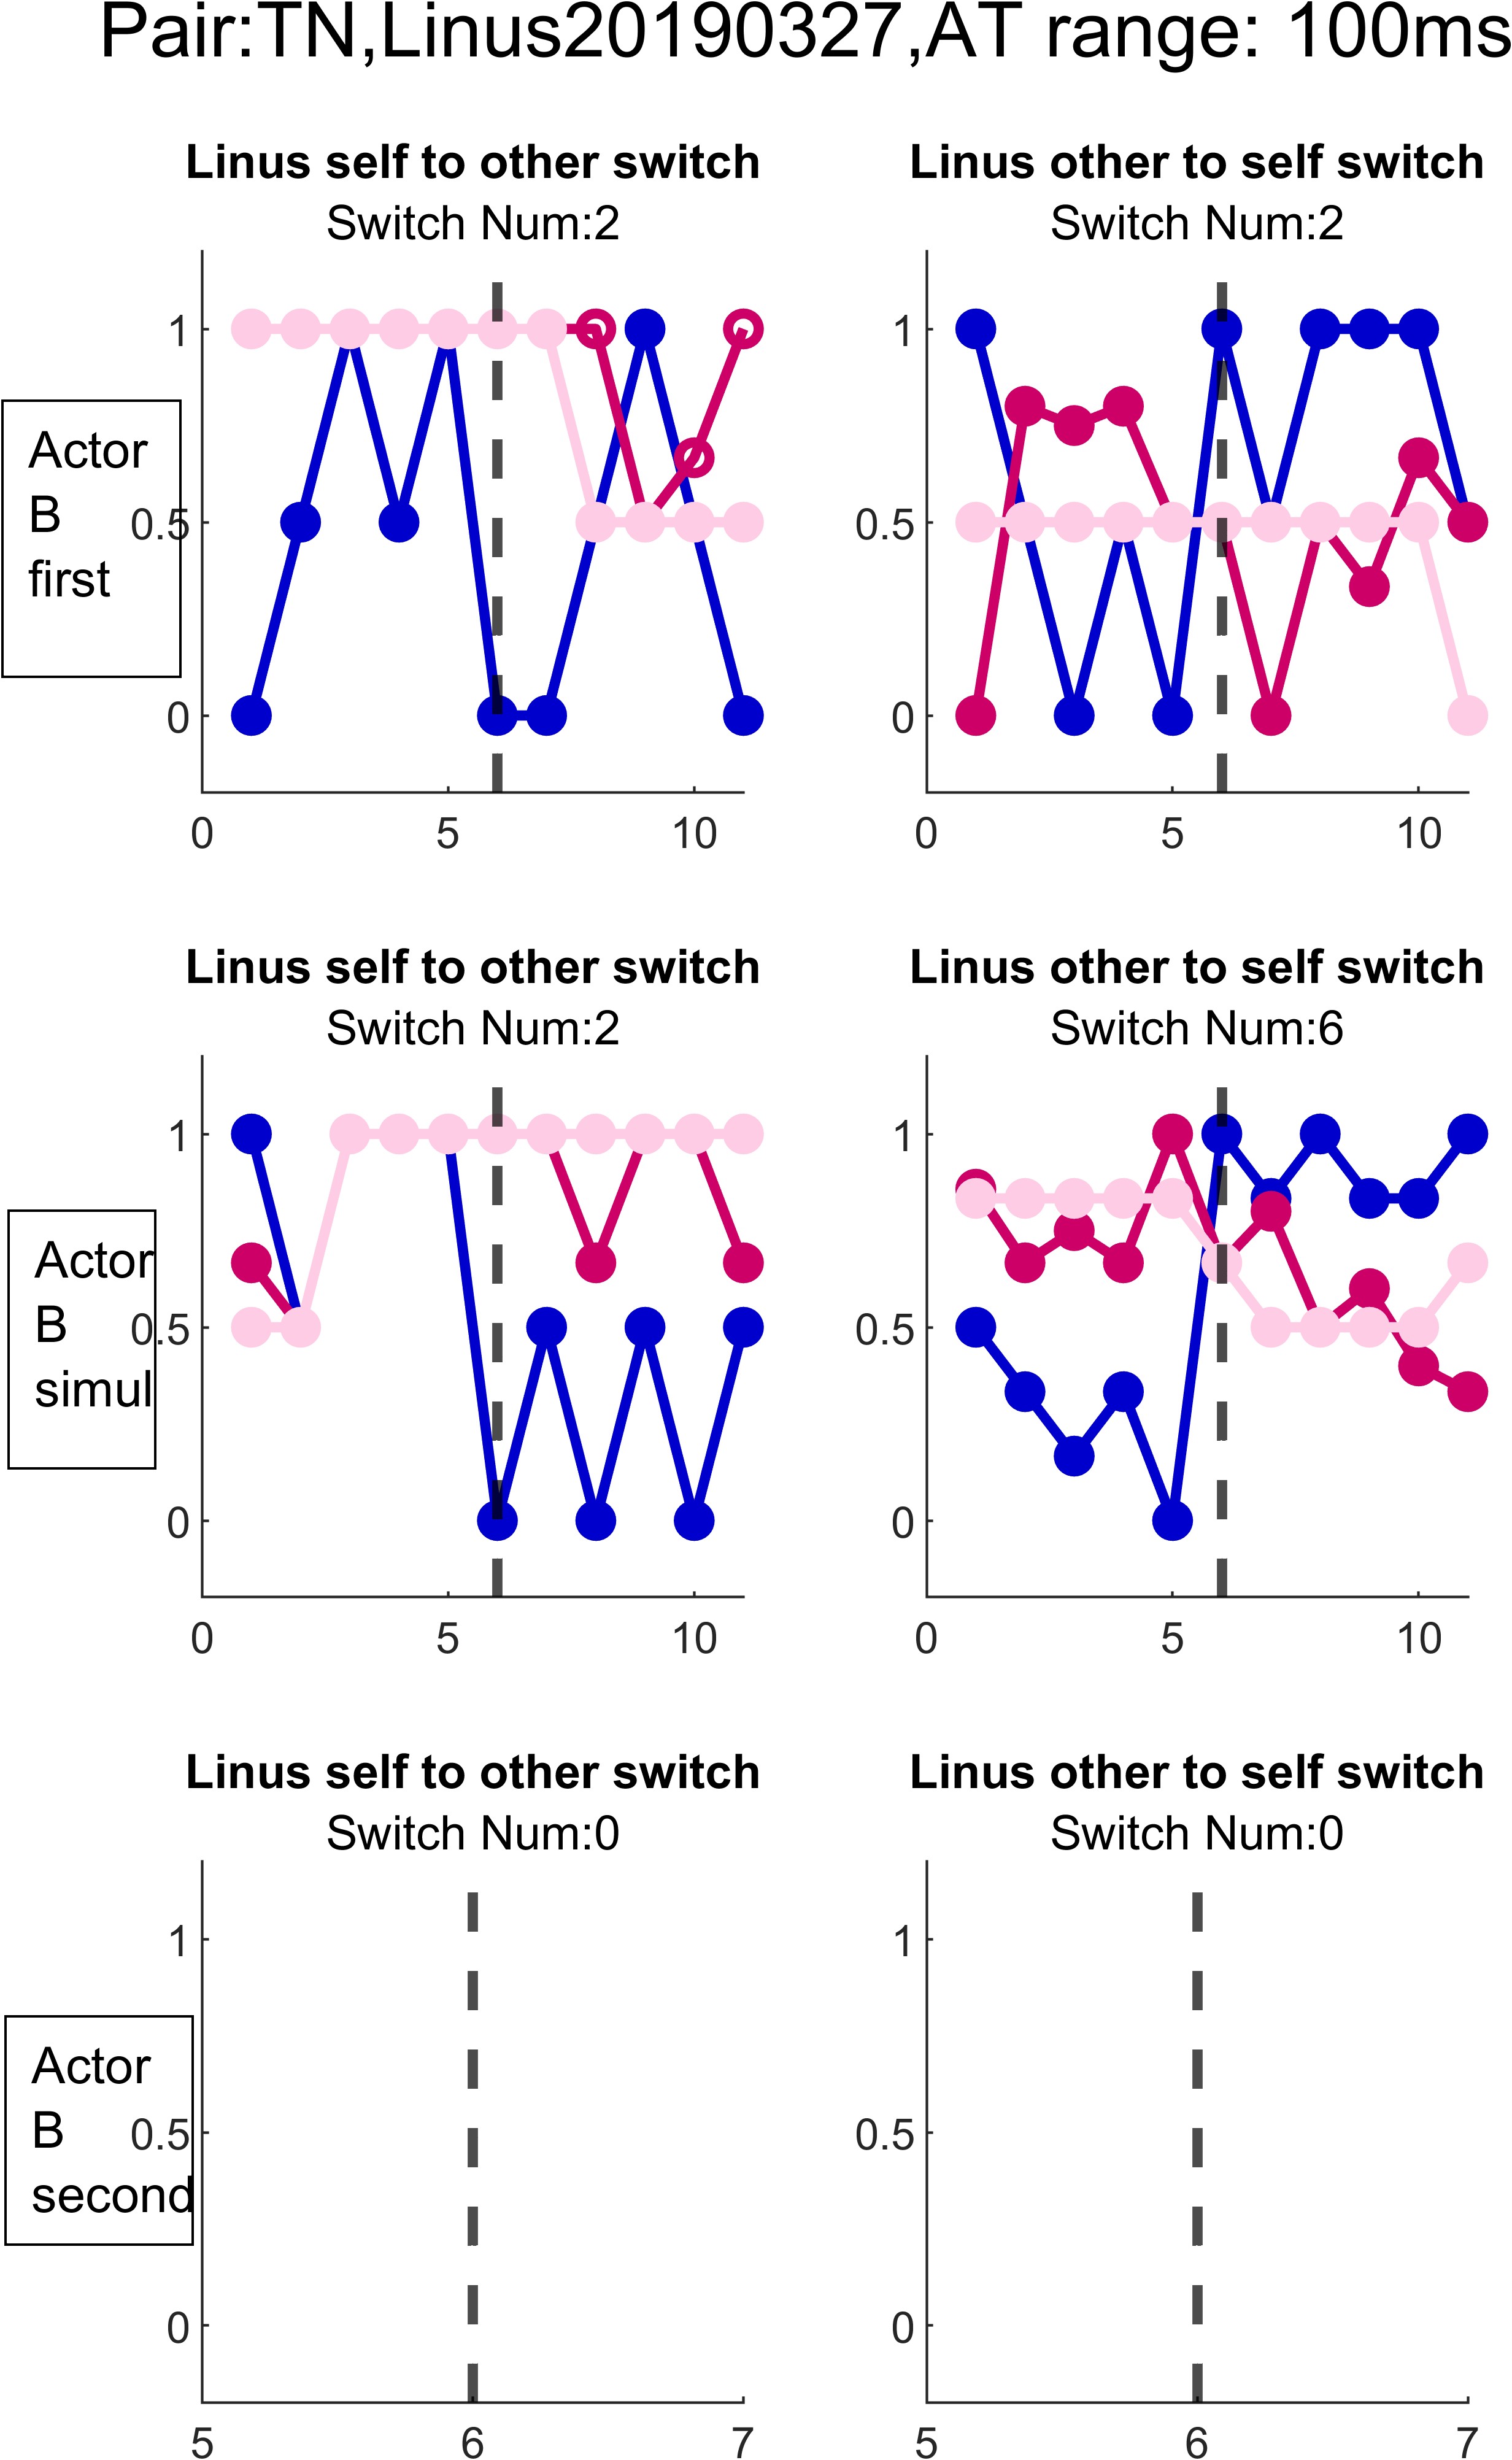 Pair:TN,Linus20190327,AT range: 100ms
Linus self to other switch
Switch Num:2
Linus other to self switch
Switch Num:2
Actor
B
first
1
0.5
0
0
5
10
1
0.5
0
0
5
10
Linus self to other switch
Switch Num:2
Linus other to self switch
Switch Num:6
Actor
B
simul
1
0.5
0
0
5
10
1
0.5
0
0
5
10
Linus self to other switch
Switch Num:0
Linus other to self switch
Switch Num:0
Actor
B
second
1
0.5
0
5
6
7
1
0.5
0
5
6
7